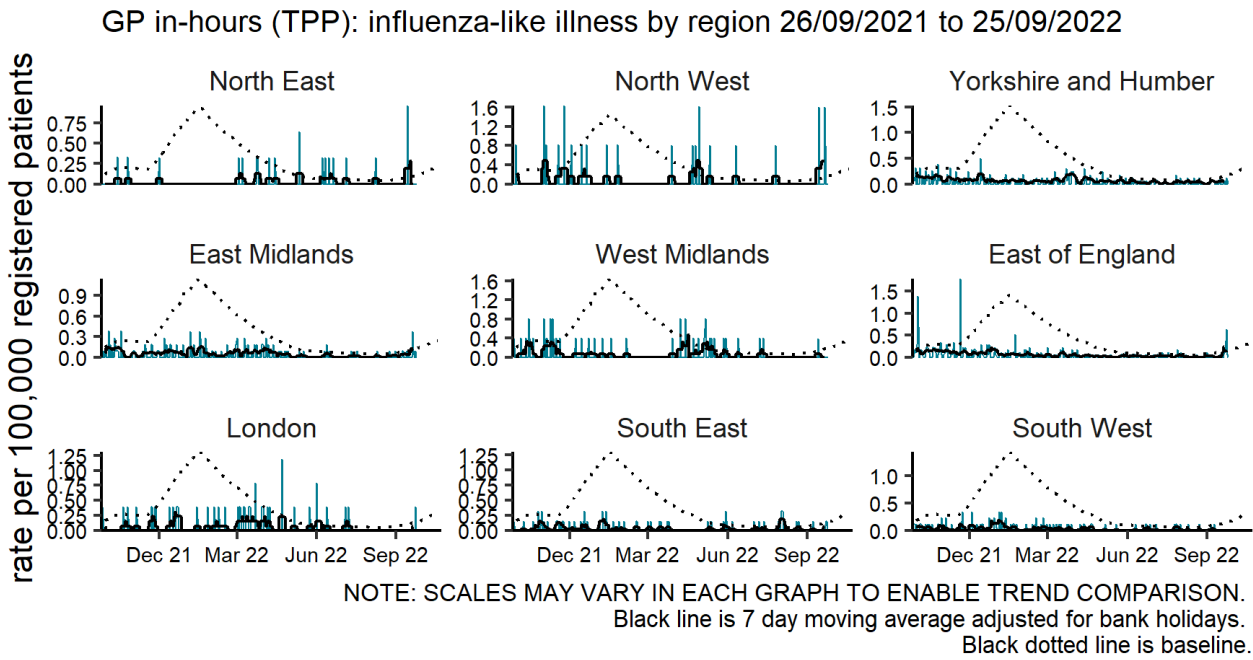 GP in-hours (TPP): influenza-like illness by region 26/09/2021 to 25/09/2022
rate per 100,000 registered patients
North East
0.75
0.50
0.25
0.00
North West
1.6
1.2
0.8
0.4
0.0
Yorkshire and Humber
1.5
1.0
0.5
0.0
East Midlands
0.9
0.6
0.3
0.0
West Midlands
1.6
1.2
0.8
0.4
0.0
East of England
1.5
1.0
0.5
0.0
London
1.25
1.00
0.75
0.50
0.25
0.00
Dec 21 Mar 22 Jun 22 Sep 22
South East
1.25
1.00
0.75
0.50
0.25
0.00
Dec 21 Mar 22 Jun 22 Sep 22
South West
1.0
0.5
0.0
Dec 21 Mar 22 Jun 22 Sep 22
NOTE: SCALES MAY VARY IN EACH GRAPH TO ENABLE TREND COMPARISON.
Black line is 7 day moving average adjusted for bank holidays.
Black dotted line is baseline.